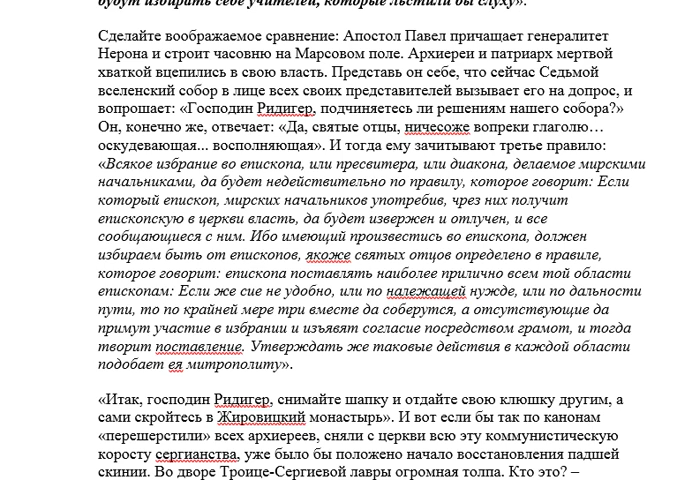 будут избирать себе учителей, которые льстили бы слуху».
Сделайте воображаемое сравнение: Апостол Павел причащает генералитет
Нерона и строит часовню на Марсовом поле. Архиереи и патриарх мертвой
хваткой вцепились в свою власть. Представь он себе, что сейчас Седьмой
вселенский собор в лице всех своих представителей вызывает его на допрос, и
вопрошает: «Господин Ридигер, подчиняетесь ли решениям нашего собора?»
Он, конечно же, отвечает: «Да, святые отцы, ничесоже вопреки глаголю…
оскудевающая... восполняющая». И тогда ему зачитывают третье правило:
«Всякое избрание во епископа, или пресвитера, или диакона, делаемое мирскими
начальниками, да будет недействительно по правилу, которое говорит: Если
который епископ, мирских начальников употребив, чрез них получит
епископскую в церкви власть, да будет извержен и отлучен, и все
сообщающиеся с ним. Ибо имеющий произвестись во епископа, должен
избираем быть от епископов, якоже святых отцов определено в правиле,
которое говорит: епископа поставлять наиболее прилично всем той области
епископам: Если же сие не удобно, или по належащей нужде, или по дальности
пути, то по крайней мере три вместе да соберутся, а отсутствующие да
примут участие в избрании и изъявят согласие посредством грамот, и тогда
творит поставление. Утверждать же таковые действия в каждой области
подобает ея митрополиту».
«Итак, господин Ридигер, снимайте шапку и отдайте свою клюшку другим, а
сами скройтесь в Жировицкий монастырь». И вот если бы так по канонам
«перешерстили» всех архиереев, сняли с церкви всю эту коммунистическую
коросту сергианства, уже было бы положено начало восстановления падшей
скинии. Во дворе Троице-Сергиевой лавры огромная толпа. Кто это? –